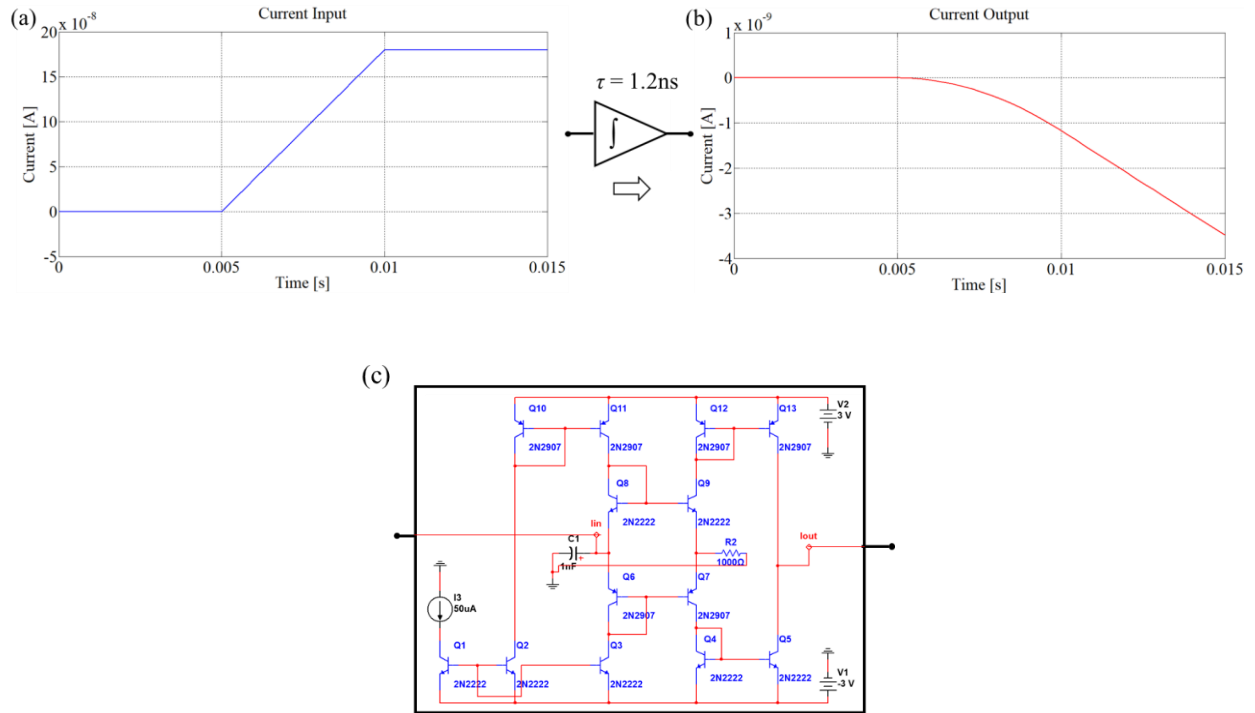 (a)
Current Input
x 10⁻⁸
20
15
10
5
0
-5
Current [A]
0
0.005
0.01
0.015
Time [s]
τ = 1.2ns
∫
(b)
Current Output
x 10⁻⁹
1
0
-1
-2
-3
-4
Current [A]
0
0.005
0.01
0.015
Time [s]
(c)
Q10
Q11
Q12
Q13
V2
3 V
2N2907
2N2907
2N2907
2N2907
Q8
Q9
2N2222
2N2222
Iin
C1
+
1nF
R2
1000Ω
Iout
Q6
Q7
I3
50uA
2N2907
2N2907
Q1
Q2
Q3
Q4
Q5
V1
-3 V
2N2222
2N2222
2N2222
2N2222
2N2222